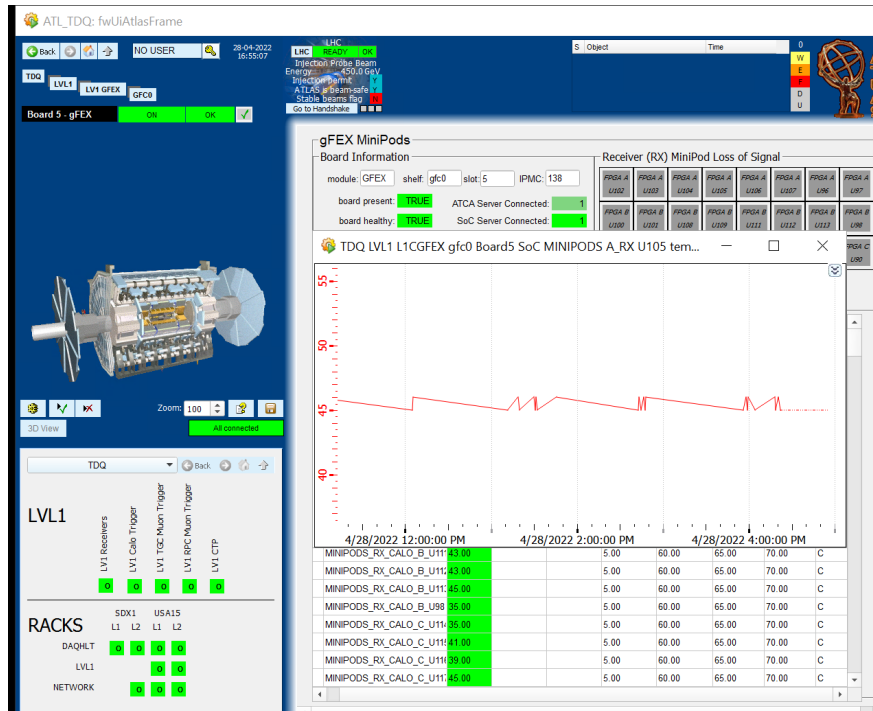 ATL_TDQ: fwUiAtlasFrame
Back NO USER 28-04-2022
16:55:07
TDQ
LVL1
LV1 GFEX
GFC0
Board 5 - gFEX ON OK
LHC
LHC READY OK
Injection Probe Beam
Energy: 450.0 GeV
Injection permit Y
ATLAS is beam-safe Y
Stable beams flag N
Go to Handshake
S Object Time
0
W
E
F
D
U
gFEX MiniPods
Board Information
module: GFEX shelf: gfc0 slot: 5 IPMC: 138
board present: TRUE ATCA Server Connected: 1
board healthy: TRUE SoC Server Connected: 1
Receiver (RX) MiniPod Loss of Signal
FPGA A FPGA A FPGA A FPGA A FPGA A FPGA A FPGA A FPGA A
U102 U103 U104 U105 U106 U107 U96 U97
FPGA B FPGA B FPGA B FPGA B FPGA B FPGA B FPGA B FPGA B
U100 U101 U108 U109 U111 U112 U113 U98
FPGA C
U90
TDQ LVL1 L1CGFEX gfc0 Board5 SoC MINIPODS A_RX U105 tem...
55
50
45
40
4/28/2022 12:00:00 PM 4/28/2022 2:00:00 PM 4/28/2022 4:00:00 PM
MINIPODS_RX_CALO_B_U11 43.00 5.00 60.00 65.00 70.00 C
MINIPODS_RX_CALO_B_U112 43.00 5.00 60.00 65.00 70.00 C
MINIPODS_RX_CALO_B_U11 45.00 5.00 60.00 65.00 70.00 C
MINIPODS_RX_CALO_B_U98 35.00 5.00 60.00 65.00 70.00 C
MINIPODS_RX_CALO_C_U114 35.00 5.00 60.00 65.00 70.00 C
MINIPODS_RX_CALO_C_U11 41.00 5.00 60.00 65.00 70.00 C
MINIPODS_RX_CALO_C_U116 39.00 5.00 60.00 65.00 70.00 C
MINIPODS_RX_CALO_C_U11 45.00 5.00 60.00 65.00 70.00 C
Zoom: 100
3D View All connected
TDQ Back
LVL1
LV1 Receivers
LV1 Calo Trigger
LV1 TGC Muon Trigger
LV1 RPC Muon Trigger
LV1 CTP
O O O O O
SDX1 USA15
RACKS L1 L2 L1 L2
DAQHLT O O O O
LVL1 O O
NETWORK O O O